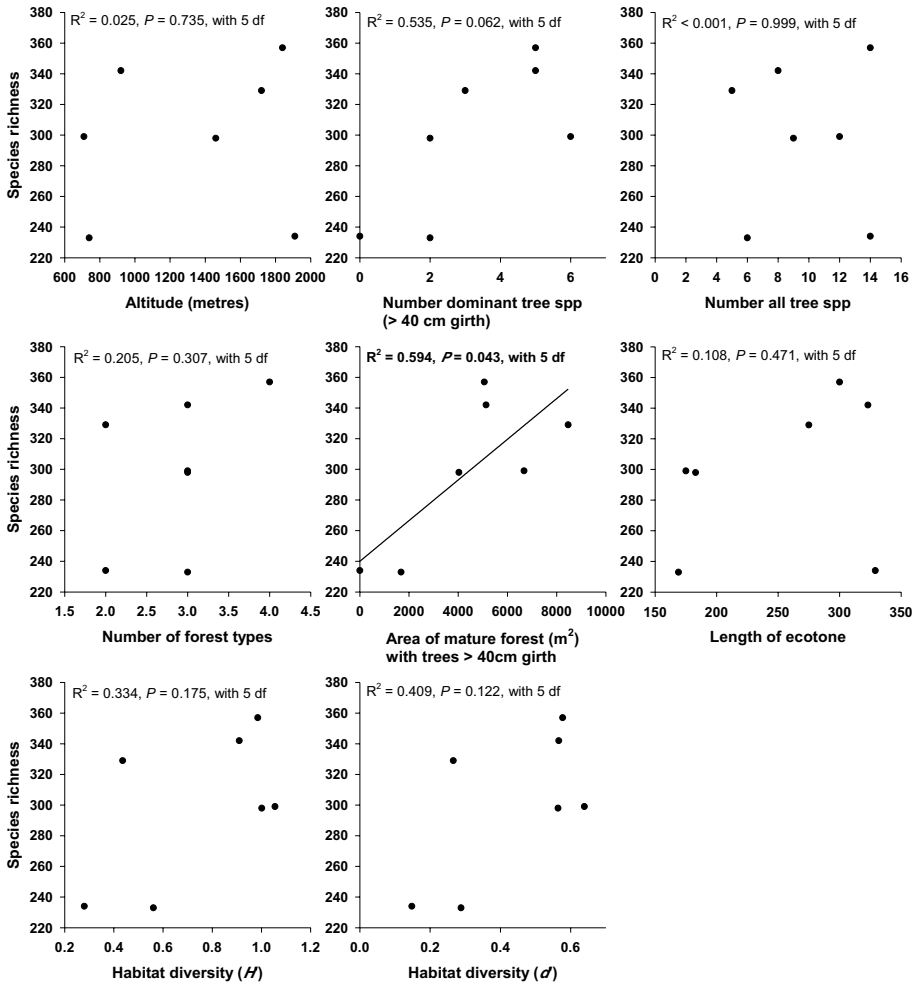 R² = 0.025, P = 0.735, with 5 df
380
360
340
320
300
280
260
240
220
Species richness
600 800 1000 1200 1400 1600 1800 2000
Altitude (metres)
R² = 0.535, P = 0.062, with 5 df
380
360
340
320
300
280
260
240
220
0 2 4 6
Number dominant tree spp
(> 40 cm girth)
R² < 0.001, P = 0.999, with 5 df
380
360
340
320
300
280
260
240
220
0 2 4 6 8 10 12 14 16
Number all tree spp
R² = 0.205, P = 0.307, with 5 df
380
360
340
320
300
280
260
240
220
Species richness
1.5 2.0 2.5 3.0 3.5 4.0 4.5
Number of forest types
R² = 0.594, P = 0.043, with 5 df
380
360
340
320
300
280
260
240
220
0 2000 4000 6000 8000 10000
Area of mature forest (m²)
with trees > 40cm girth
R² = 0.108, P = 0.471, with 5 df
380
360
340
320
300
280
260
240
220
150 200 250 300 350
Length of ecotone
R² = 0.334, P = 0.175, with 5 df
380
360
340
320
300
280
260
240
220
Species richness
0.2 0.4 0.6 0.8 1.0 1.2
Habitat diversity (H')
R² = 0.409, P = 0.122, with 5 df
380
360
340
320
300
280
260
240
220
0.0 0.2 0.4 0.6
Habitat diversity (d)